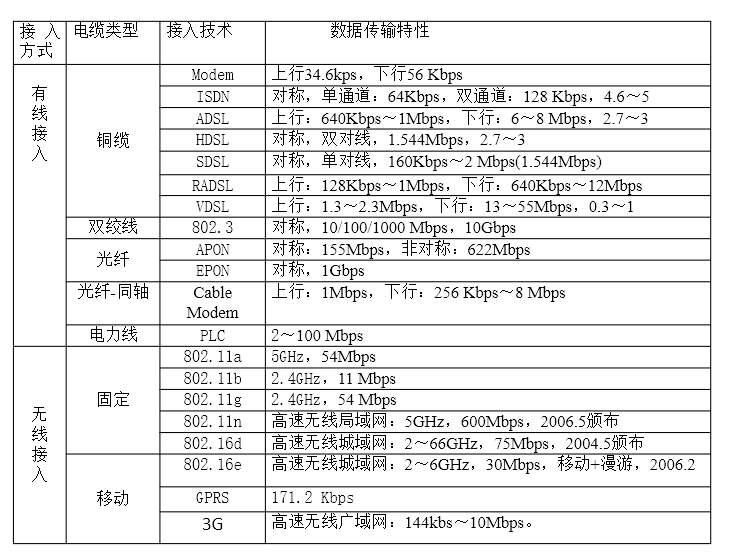 接 入方式 电缆类型 接入技术 数据传输特性
有线接入 铜缆 Modem 上行34.6kps，下行56 Kbps
ISDN 对称，单通道：64Kbps，双通道：128 Kbps，4.6～5
ADSL 上行：640Kbps～1Mbps，下行：6～8 Mbps，2.7～3
HDSL 对称，双对线，1.544Mbps，2.7～3
SDSL 对称，单对线，160Kbps～2 Mbps(1.544Mbps)
RADSL 上行：128Kbps～1Mbps，下行：640Kbps～12Mbps
VDSL 上行：1.3～2.3Mbps，下行：13～55Mbps，0.3～1
双绞线 802.3 对称，10/100/1000 Mbps，10Gbps
光纤 APON 对称：155Mbps，非对称：622Mbps
EPON 对称，1Gbps
光纤-同轴 Cable Modem 上行：1Mbps，下行：256 Kbps～8 Mbps
电力线 PLC 2～100 Mbps
无线接入 固定 802.11a 5GHz，54Mbps
802.11b 2.4GHz，11 Mbps
802.11g 2.4GHz，54 Mbps
802.11n 高速无线局域网：5GHz，600Mbps，2006.5颁布
802.16d 高速无线城域网：2～66GHz，75Mbps，2004.5颁布
移动 802.16e 高速无线城域网：2～6GHz，30Mbps，移动+漫游，2006.2
GPRS 171.2 Kbps
3G 高速无线广域网：144kbs～10Mbps。